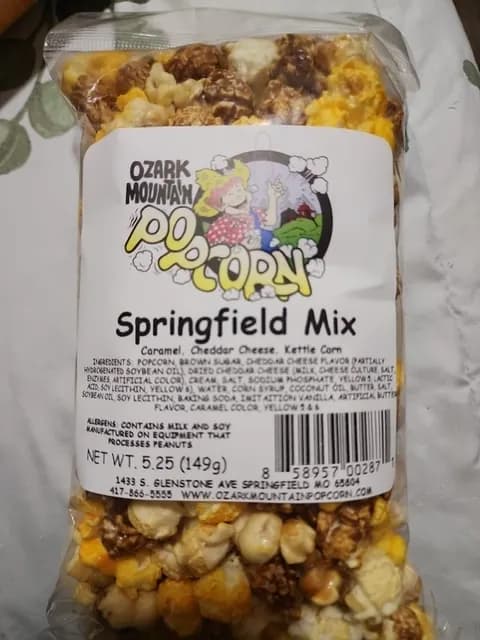 OZARK
MOUNTAIN
POPCORN
Springfield Mix
Caramel, Cheddar Cheese, Kettle Corn
INGREDIENTS: POPCORN, BROWN SUGAR, CHEDDAR CHEESE FLAVOR (PARTIALLY
HYDROGENATED SOYBEAN OIL), DRIED CHEDDAR CHEESE (MILK, CHEESE CULTURE, SALT,
ENZYMES, ARTIFICIAL COLOR), CREAM, SALT, SODIUM PHOSPHATE, YELLOW 5, LACTIC
ACID, SOY LECITHIN, YELLOW 6), WATER, CORN SYRUP, COCONUT OIL, BUTTER, SALT,
SOYBEAN OIL, SOY LECITHIN, BAKING SODA, IMITAITION VANILLA, ARTIFICIAL BUTTER
FLAVOR, CARAMEL COLOR, YELLOW 5 & 6
ALLERGENS: CONTAINS MILK AND SOY
MANUFACTURED ON EQUIPMENT THAT
PROCESSES PEANUTS
NET WT. 5.25 (149g)
8 58957 00287
1433 S. GLENSTONE AVE SPRINGFIELD MO 65804
417-866-5555 WWW.OZARKMOUNTAINPOPCORN.COM